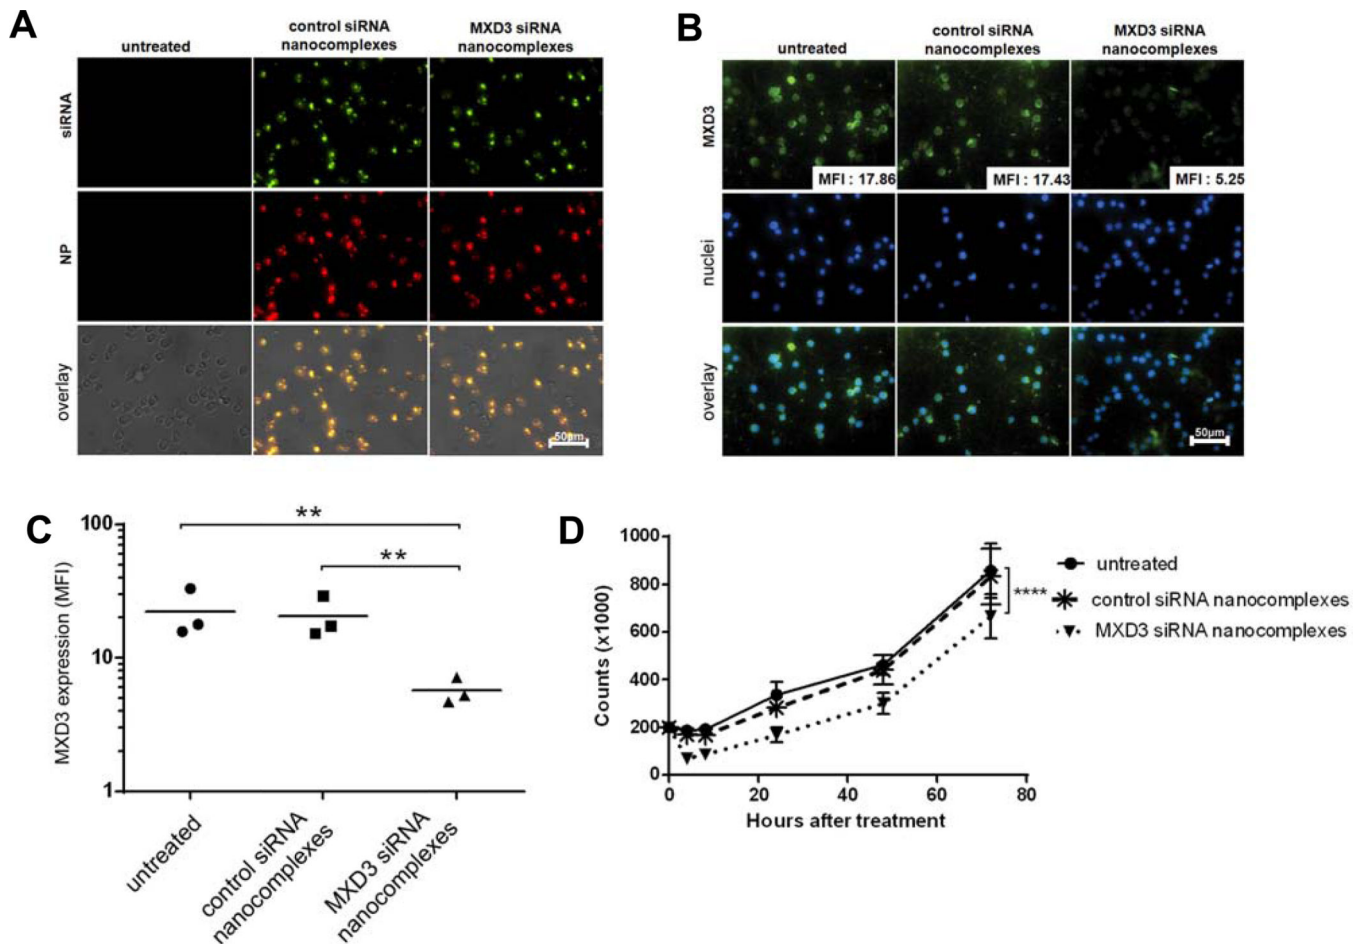 A
untreated
control siRNA
nanocomplexes
MXD3 siRNA
nanocomplexes
siRNA
NP
overlay
50µm
B
untreated
control siRNA
nanocomplexes
MXD3 siRNA
nanocomplexes
MXD3
MFI : 17.86
MFI : 17.43
MFI : 5.25
nuclei
overlay
50µm
C
MXD3 expression (MFI)
100
10
1
**
**
untreated
control siRNA
nanocomplexes
MXD3 siRNA
nanocomplexes
D
Counts (x1000)
1000
800
600
400
200
0
0 20 40 60 80
Hours after treatment
****
untreated
control siRNA nanocomplexes
MXD3 siRNA nanocomplexes